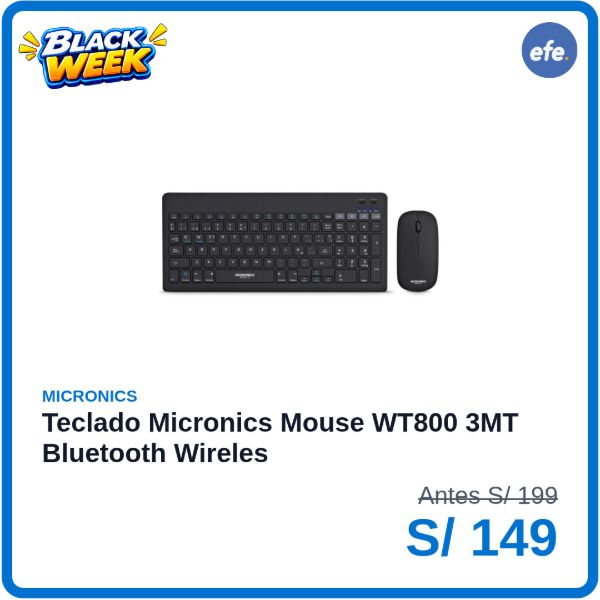 BLACK
WEEK
efe.
MICRONICS
Teclado Micronics Mouse WT800 3MT
Bluetooth Wireles
Antes S/ 199
S/ 149